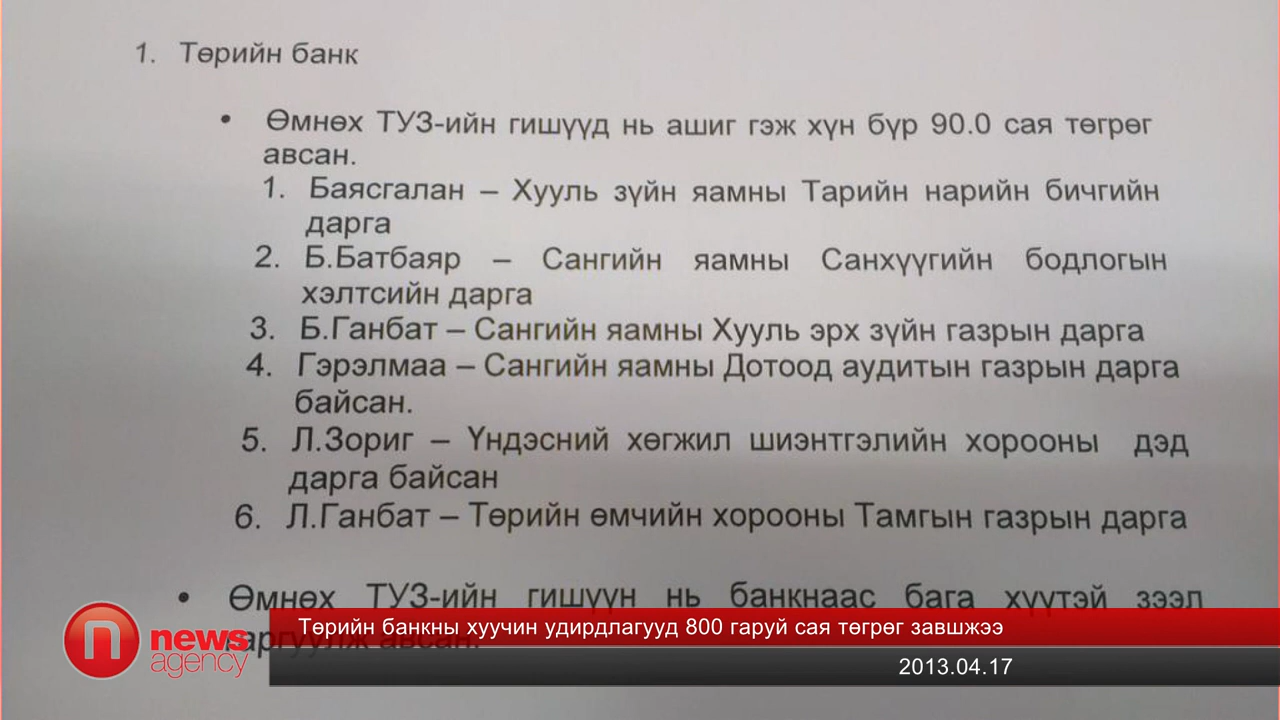 1. Төрийн банк
• Өмнөх ТУЗ-ийн гишүүд нь ашиг гэж хүн бүр 90.0 сая төгрөг
авсан.
1. Баясгалан – Хууль зүйн яамны Тарийн нарийн бичгийн
дарга
2. Б.Батбаяр – Сангийн яамны Санхүүгийн бодлогын
хэлтсийн дарга
3. Б.Ганбат – Сангийн яамны Хууль эрх зүйн газрын дарга
4. Гэрэлмаа – Сангийн яамны Дотоод аудитын газрын дарга
байсан.
5. Л.Зориг – Үндэсний хөгжил шиэнтгэлийн хорооны дэд
дарга байсан
6. Л.Ганбат – Төрийн өмчийн хорооны Тамгын газрын дарга
• Өмнөх ТУЗ-ийн гишүүн нь банкнаас бага хүүтэй зээл
гаргуулж авсан.
n news
agency
Төрийн банкны хуучин удирдлагууд 800 гаруй сая төгрөг завшжээ
2013.04.17